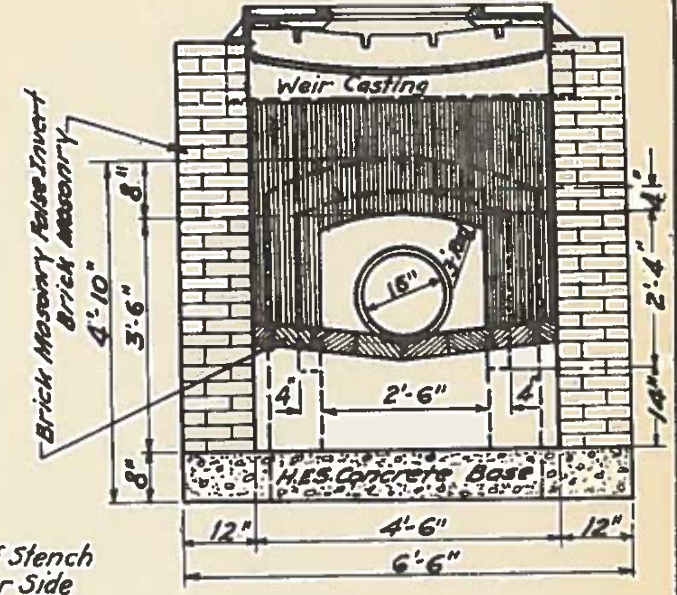 Weir Casting
Brick Masonry False Invert
Brick Masonry
8"
4'-10"
3'-6"
8"
15"
4"
2'-4"
14"
4"
2'-6"
4"
H.E.S. Concrete Base
12"
4'-6"
12"
6'-6"
Stench
Side